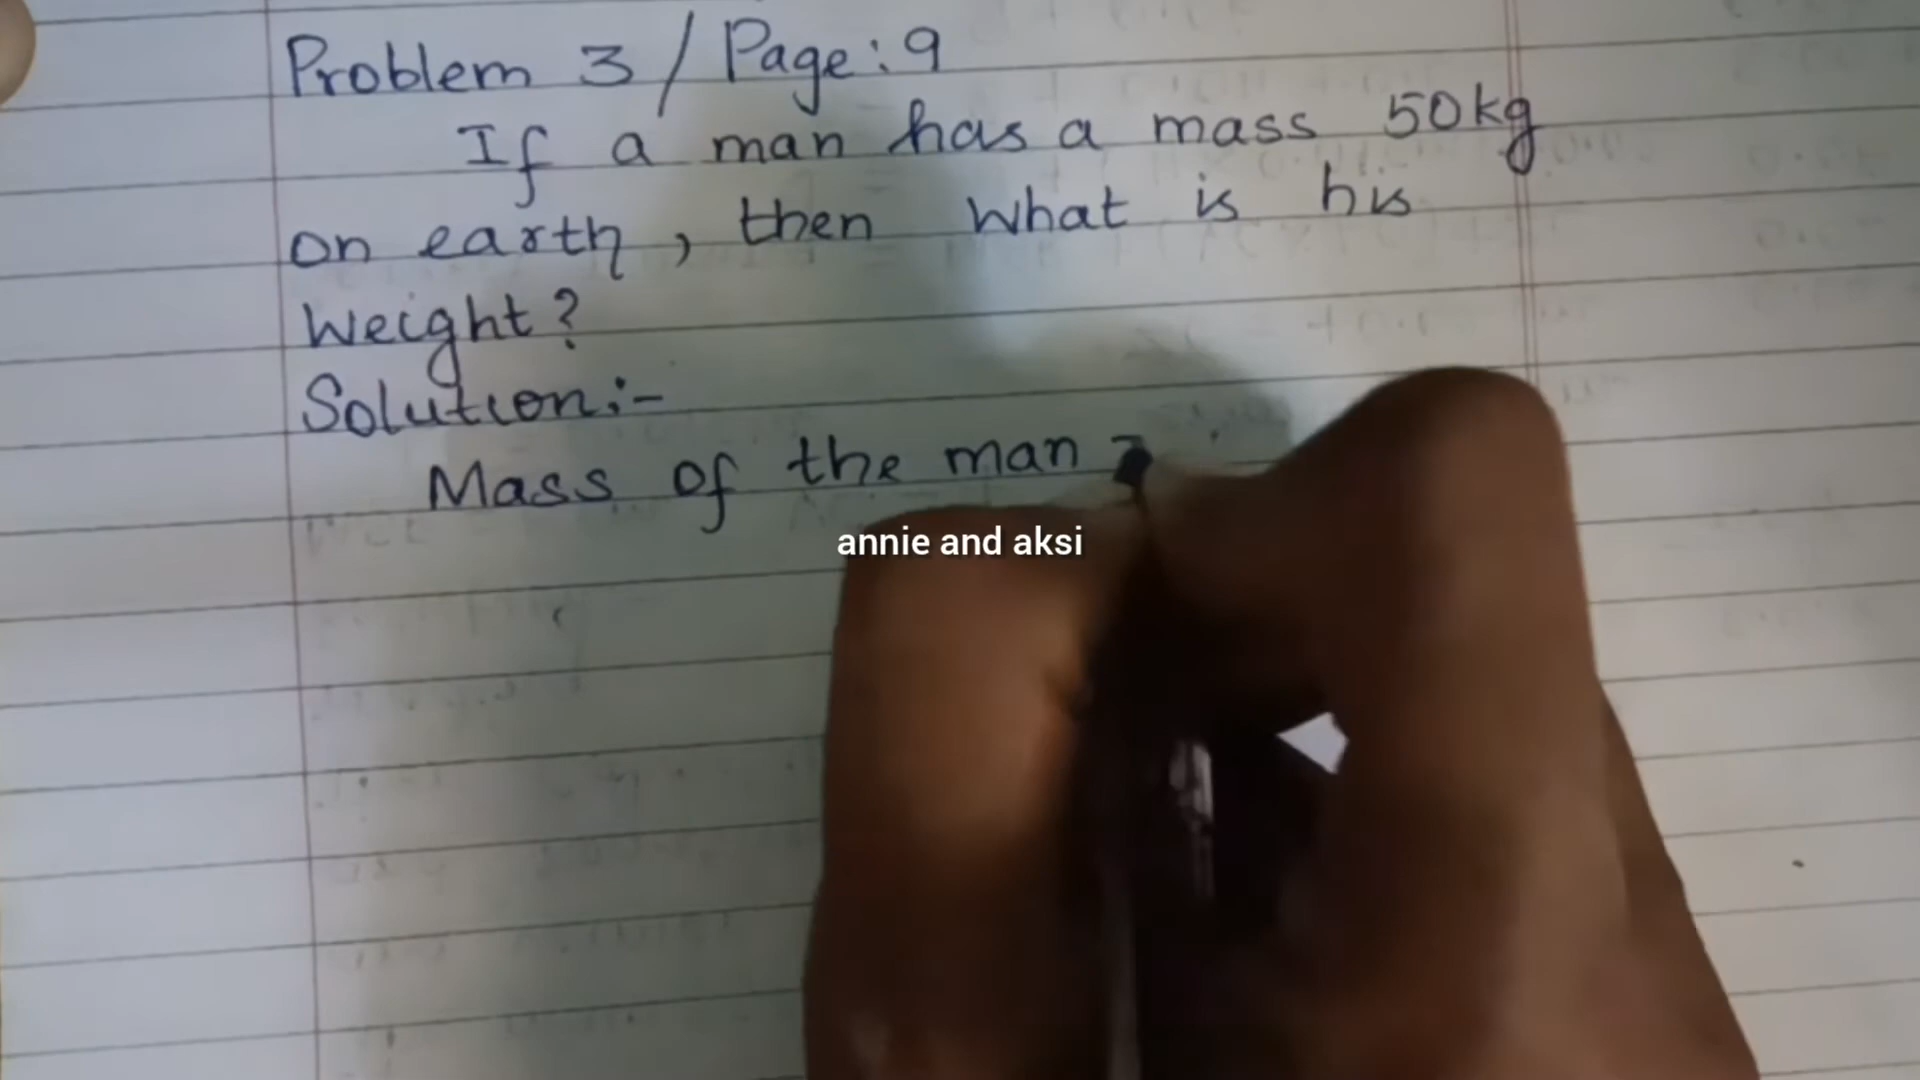 Problem 3 / Page: 9
If a man has a mass 50kg
on earth, then what is his
Weight?
Solution:-
Mass of the man =
annie and aksi